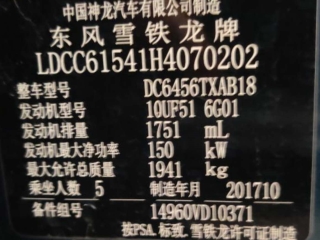 中国神龙汽车有限公司制造
东风雪铁龙牌
LDCC61541H4070202
整车型号 DC6456TXAB18
发动机型号 10UF51 6G01
发动机排量 1751 mL
发动机最大净功率 150 kW
最大允许总质量 1941 kg
乘坐人数 5 制造年月 201710
备件组号 14960VD10371
按PSA.标致.雪铁龙许可证制造